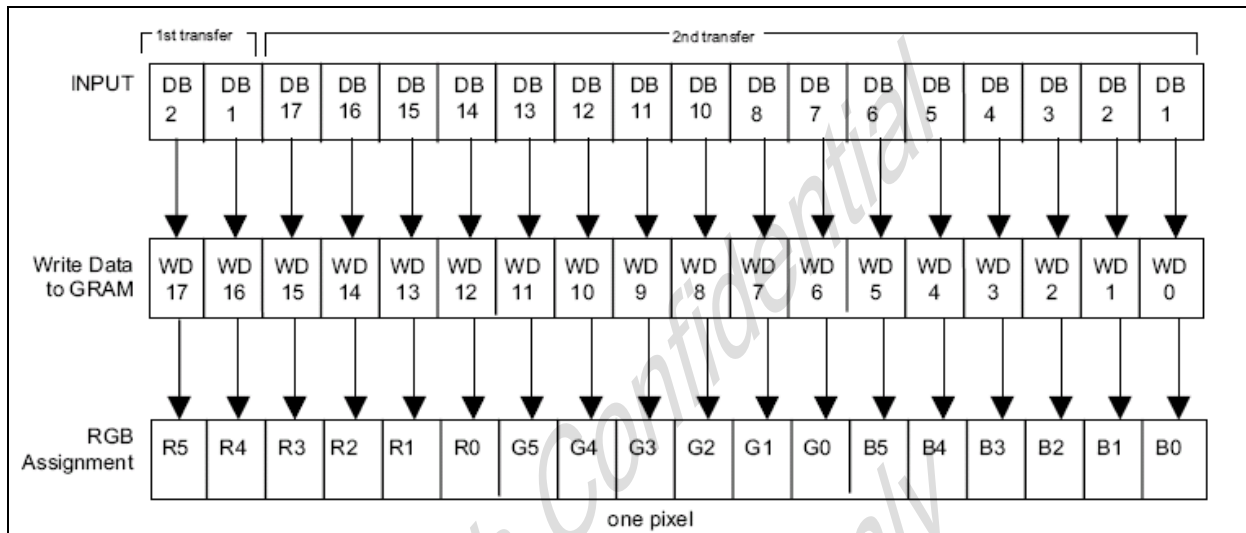 1st transfer 2nd transfer
INPUT DB 2 DB 1 DB 17 DB 16 DB 15 DB 14 DB 13 DB 12 DB 11 DB 10 DB 8 DB 7 DB 6 DB 5 DB 4 DB 3 DB 2 DB 1
Write Data to GRAM WD 17 WD 16 WD 15 WD 14 WD 13 WD 12 WD 11 WD 10 WD 9 WD 8 WD 7 WD 6 WD 5 WD 4 WD 3 WD 2 WD 1 WD 0
RGB Assignment R5 R4 R3 R2 R1 R0 G5 G4 G3 G2 G1 G0 B5 B4 B3 B2 B1 B0
one pixel
Confidential